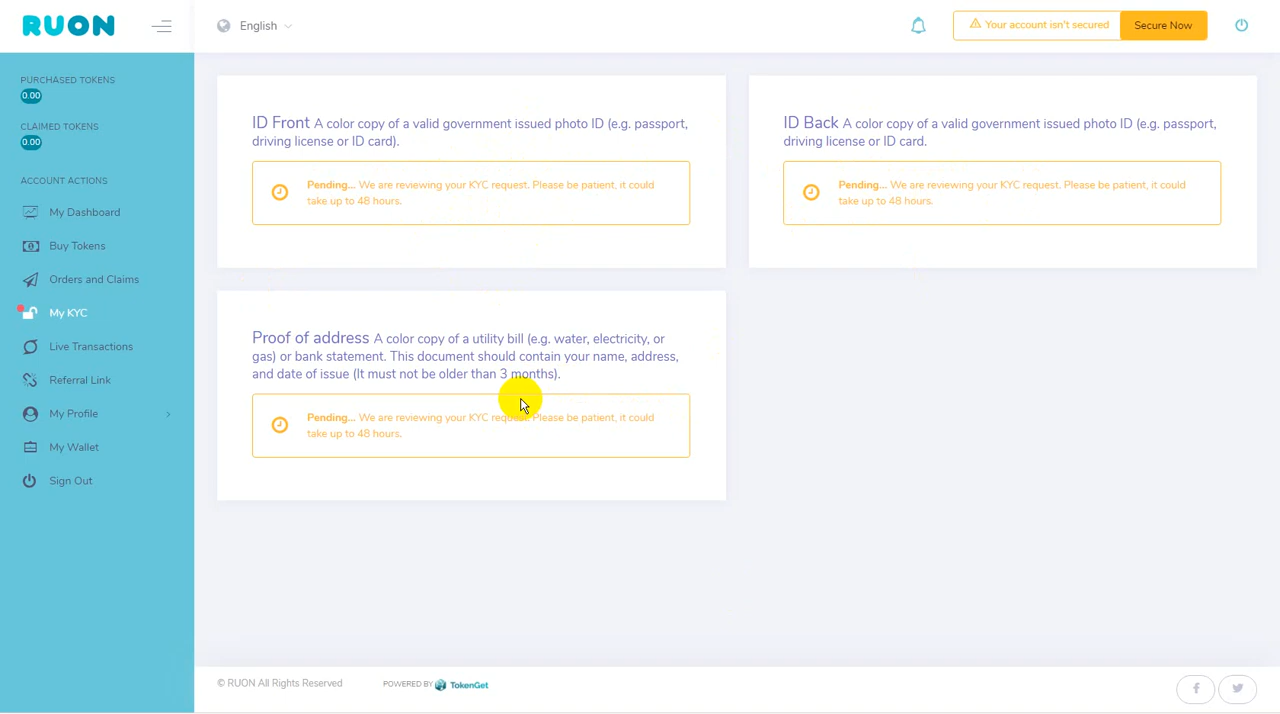 RUON
English
Your account isn't secured
Secure Now
PURCHASED TOKENS
0.00
CLAIMED TOKENS
0.00
ACCOUNT ACTIONS
My Dashboard
Buy Tokens
Orders and Claims
My KYC
Live Transactions
Referral Link
My Profile
My Wallet
Sign Out
ID Front A color copy of a valid government issued photo ID (e.g. passport,
driving license or ID card).
Pending... We are reviewing your KYC request. Please be patient, it could
take up to 48 hours.
ID Back A color copy of a valid government issued photo ID (e.g. passport,
driving license or ID card.
Pending... We are reviewing your KYC request. Please be patient, it could
take up to 48 hours.
Proof of address A color copy of a utility bill (e.g. water, electricity, or
gas) or bank statement. This document should contain your name, address,
and date of issue (It must not be older than 3 months).
Pending... We are reviewing your KYC request. Please be patient, it could
take up to 48 hours.
© RUON All Rights Reserved
POWERED BY TokenGet